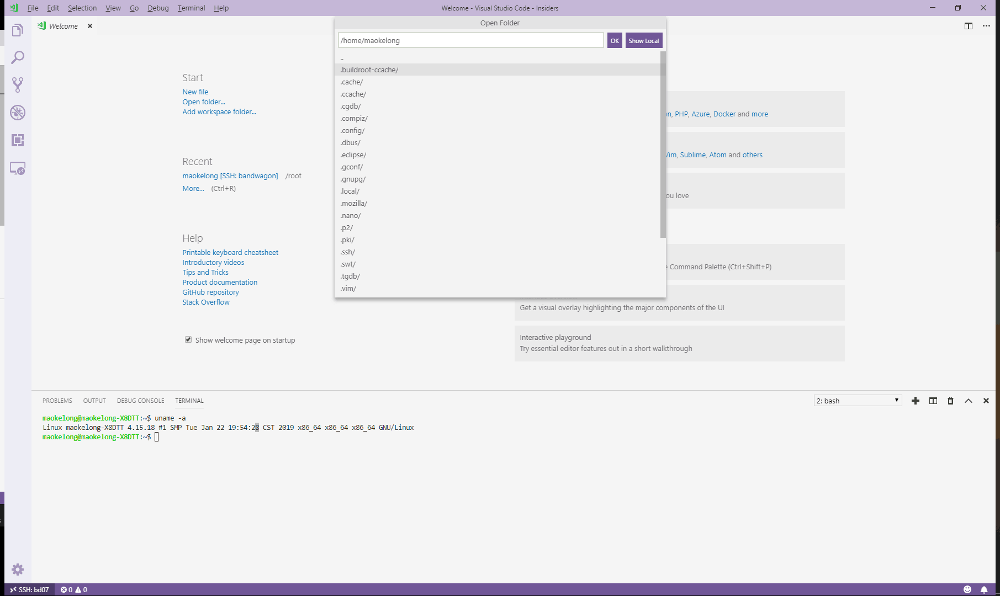 File Edit Selection View Go Debug Terminal Help
Welcome - Visual Studio Code - Insiders
Welcome
Open Folder
/home/maokelong
OK
Show Local
..
.buildroot-ccache/
.cache/
.ccache/
.cgdb/
.compiz/
.config/
.dbus/
.eclipse/
.gconf/
.gnupg/
.local/
.mozilla/
.nano/
.p2/
.pki/
.ssh/
.swt/
.tgdb/
.vim/
Start
New file
Open folder...
Add workspace folder...
Recent
maokelong [SSH: bandwagon] /root
More... (Ctrl+R)
Help
Printable keyboard cheatsheet
Introductory videos
Tips and Tricks
Product documentation
GitHub repository
Stack Overflow
Show welcome page on startup
PHP, Azure, Docker and more
Vim, Sublime, Atom and others
you love
Command Palette (Ctrl+Shift+P)
Get a visual overlay highlighting the major components of the UI
Interactive playground
Try essential editor features out in a short walkthrough
PROBLEMS OUTPUT DEBUG CONSOLE TERMINAL
2: bash
maokelong@maokelong-X8DTT:~$ uname -a
Linux maokelong-X8DTT 4.15.18 #1 SMP Tue Jan 22 19:54:28 CST 2019 x86_64 x86_64 x86_64 GNU/Linux
maokelong@maokelong-X8DTT:~$
SSH: bd07
0 0